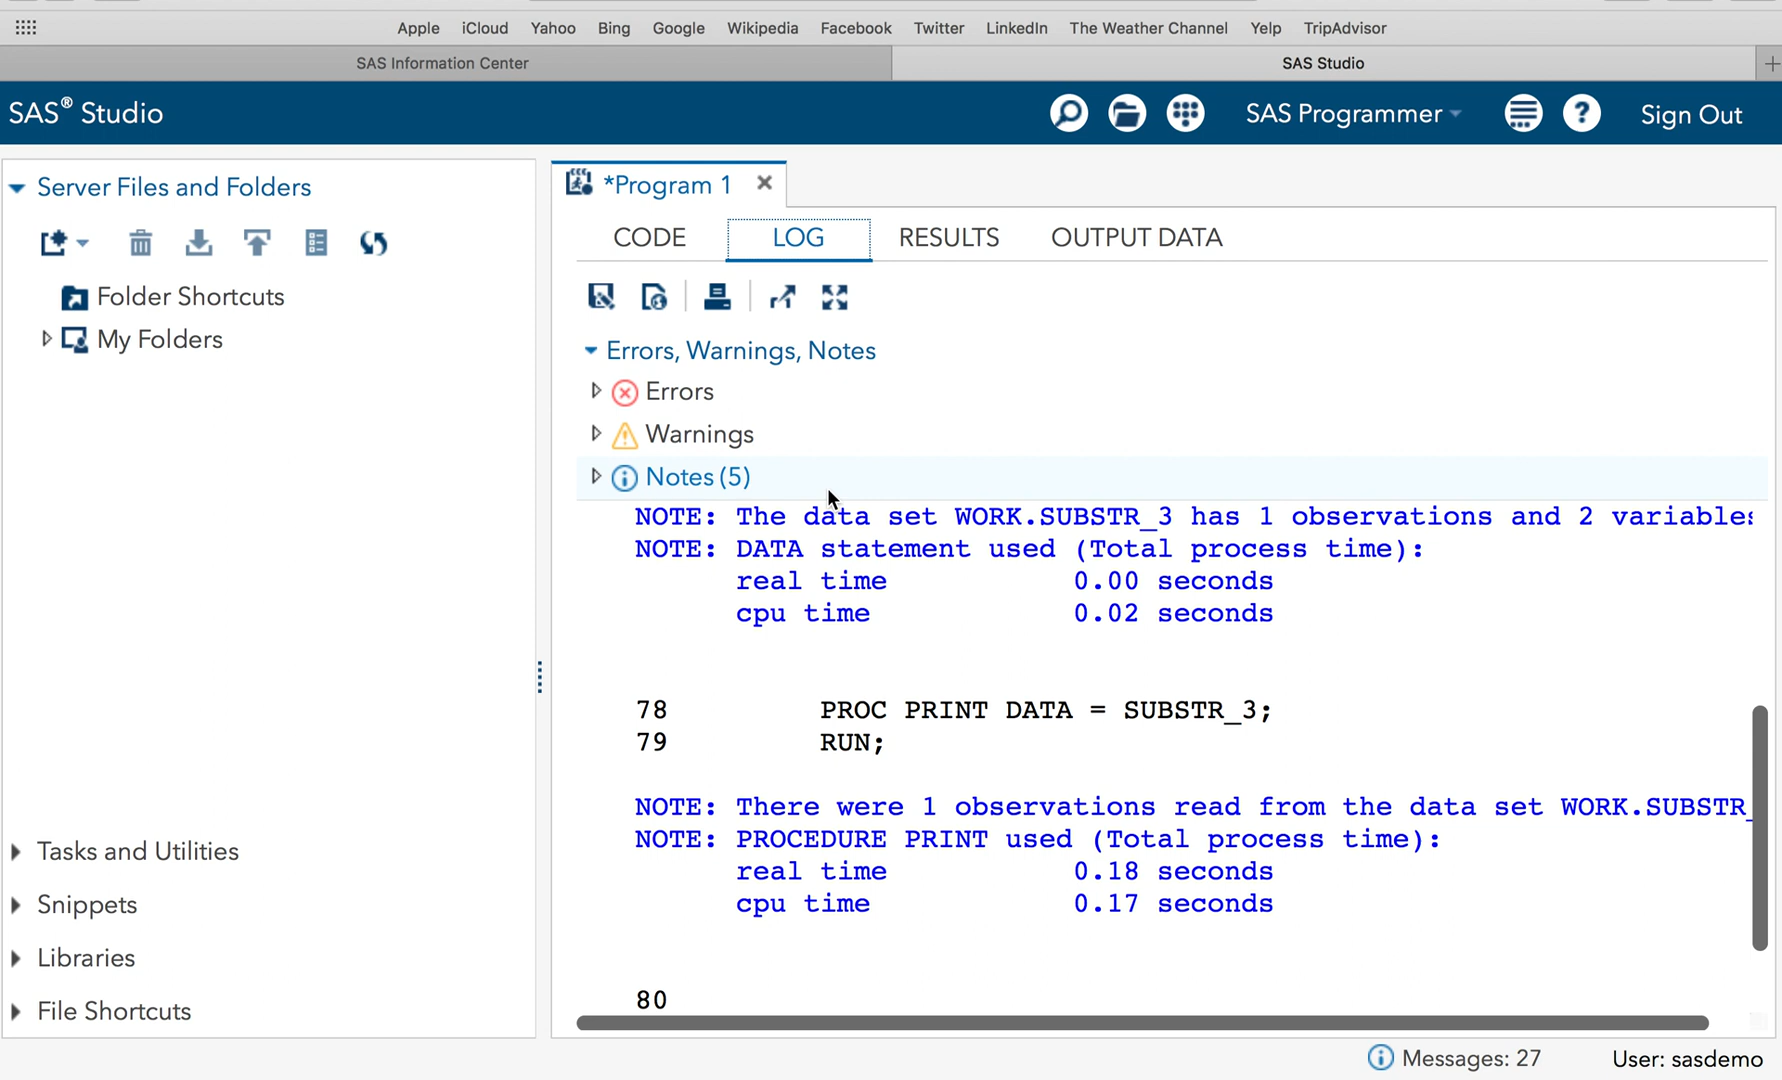 Apple iCloud Yahoo Bing Google Wikipedia Facebook Twitter LinkedIn The Weather Channel Yelp TripAdvisor
SAS Information Center SAS Studio
SAS® Studio SAS Programmer ? Sign Out
Server Files and Folders
Folder Shortcuts
My Folders
Tasks and Utilities
Snippets
Libraries
File Shortcuts
*Program 1
CODE LOG RESULTS OUTPUT DATA
Errors, Warnings, Notes
Errors
Warnings
Notes (5)
NOTE: The data set WORK.SUBSTR_3 has 1 observations and 2 variables
NOTE: DATA statement used (Total process time):
real time 0.00 seconds
cpu time 0.02 seconds
78 PROC PRINT DATA = SUBSTR_3;
79 RUN;
NOTE: There were 1 observations read from the data set WORK.SUBSTR_
NOTE: PROCEDURE PRINT used (Total process time):
real time 0.18 seconds
cpu time 0.17 seconds
80
Messages: 27 User: sasdemo